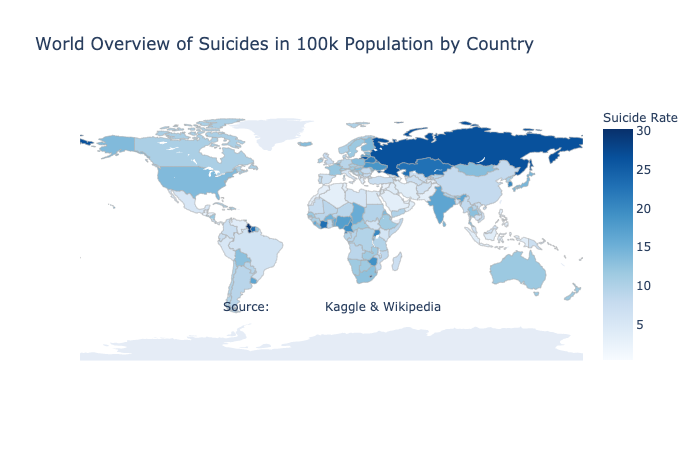 World Overview of Suicides in 100k Population by Country
Suicide Rate
30
25
20
15
10
5
Source: Kaggle & Wikipedia